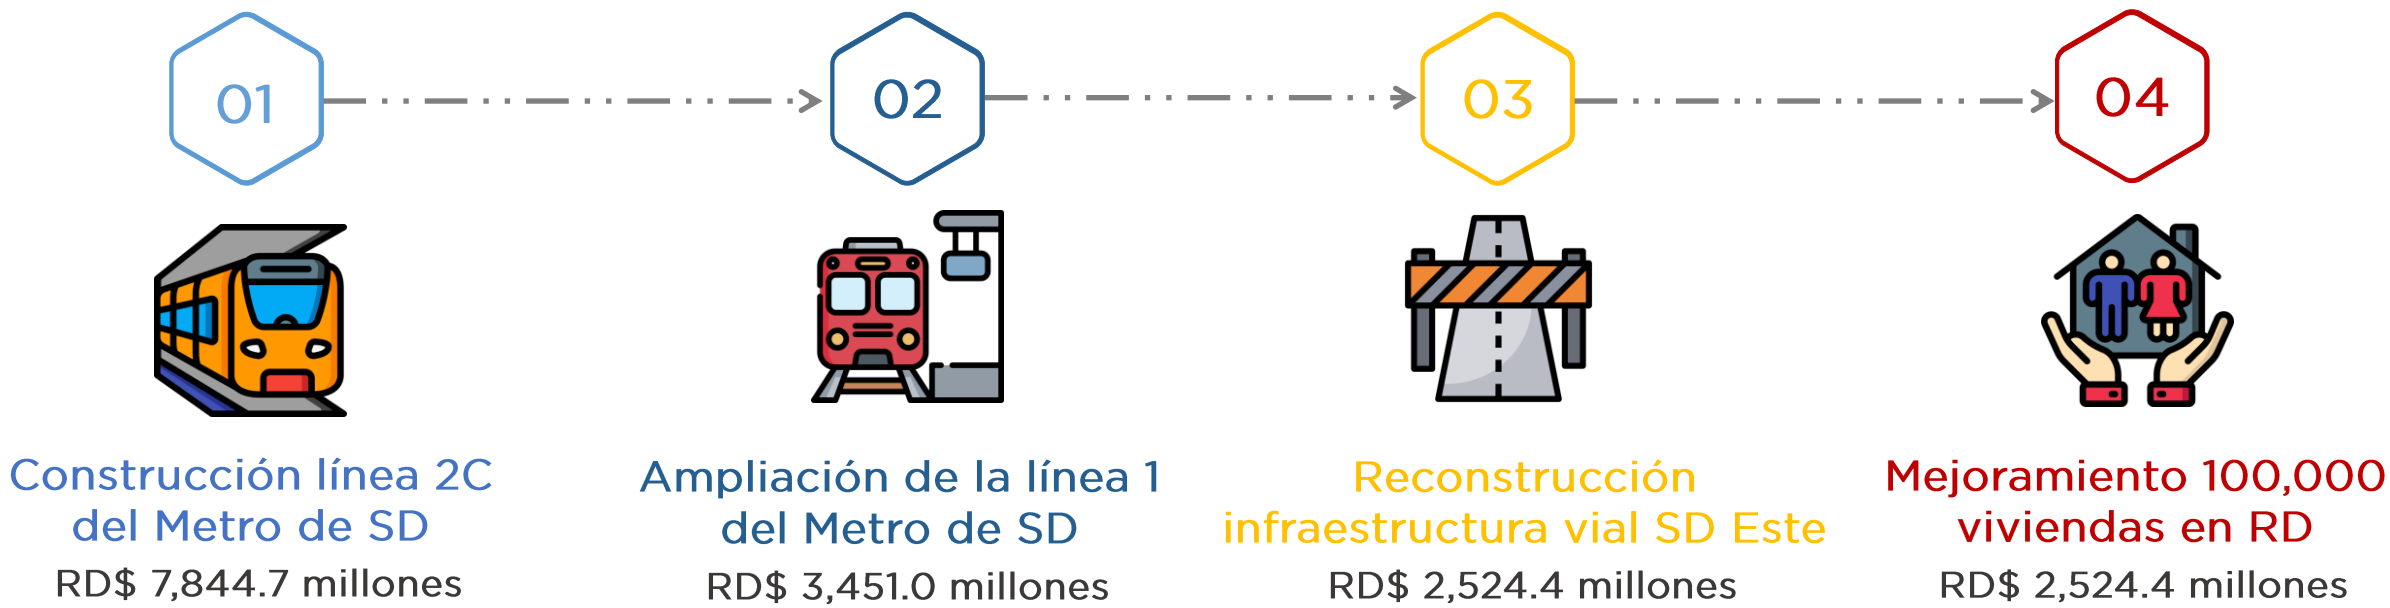 01
02
03
04
Construcción línea 2C
del Metro de SD
RD$ 7,844.7 millones
Ampliación de la línea 1
del Metro de SD
RD$ 3,451.0 millones
Reconstrucción
infraestructura vial SD Este
RD$ 2,524.4 millones
Mejoramiento 100,000
viviendas en RD
RD$ 2,524.4 millones